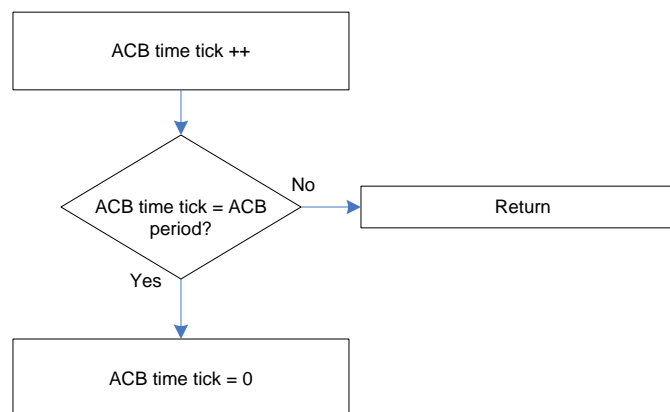 ACB time tick ++
No
ACB time tick = ACB
period?
Return
Yes
ACB time tick = 0